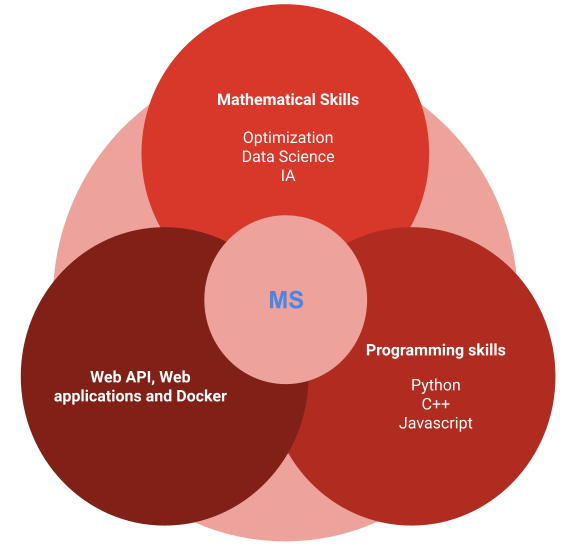 Mathematical Skills
Optimization
Data Science
IA
MS
Web API, Web
applications and Docker
Programming skills
Python
C++
Javascript